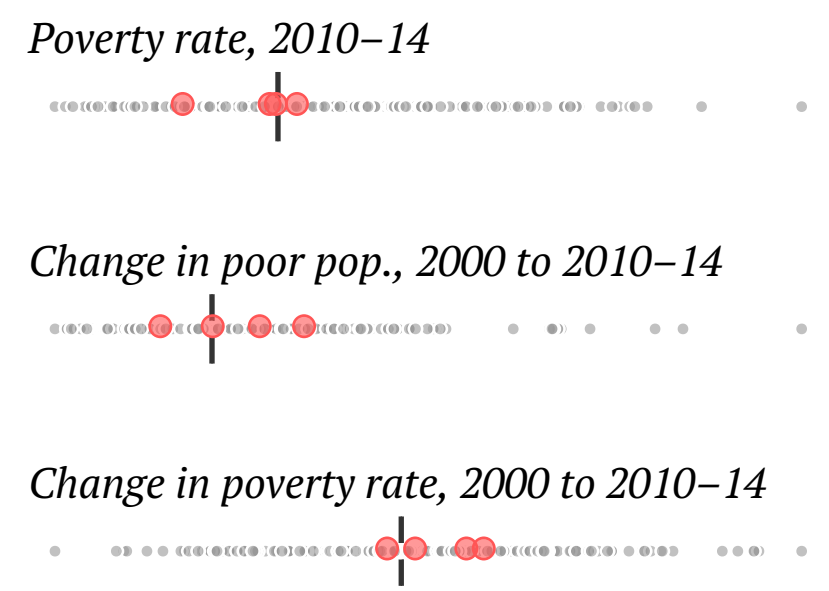 Poverty rate, 2010–14
Change in poor pop., 2000 to 2010–14
Change in poverty rate, 2000 to 2010–14